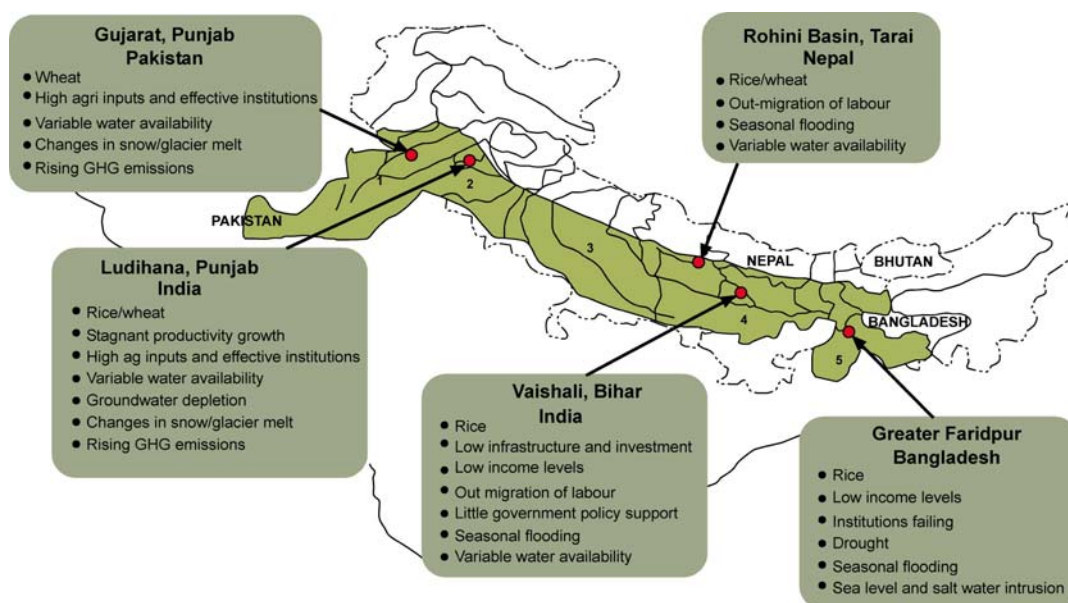 Gujarat, Punjab
Pakistan
• Wheat
• High agri inputs and effective institutions
• Variable water availability
• Changes in snow/glacier melt
• Rising GHG emissions
Rohini Basin, Tarai
Nepal
• Rice/wheat
• Out-migration of labour
• Seasonal flooding
• Variable water availability
1
2
3
4
5
PAKISTAN
NEPAL
BHUTAN
BANGLADESH
Ludihana, Punjab
India
• Rice/wheat
• Stagnant productivity growth
• High ag inputs and effective institutions
• Variable water availability
• Groundwater depletion
• Changes in snow/glacier melt
• Rising GHG emissions
Vaishali, Bihar
India
• Rice
• Low infrastructure and investment
• Low income levels
• Out migration of labour
• Little government policy support
• Seasonal flooding
• Variable water availability
Greater Faridpur
Bangladesh
• Rice
• Low income levels
• Institutions failing
• Drought
• Seasonal flooding
• Sea level and salt water intrusion